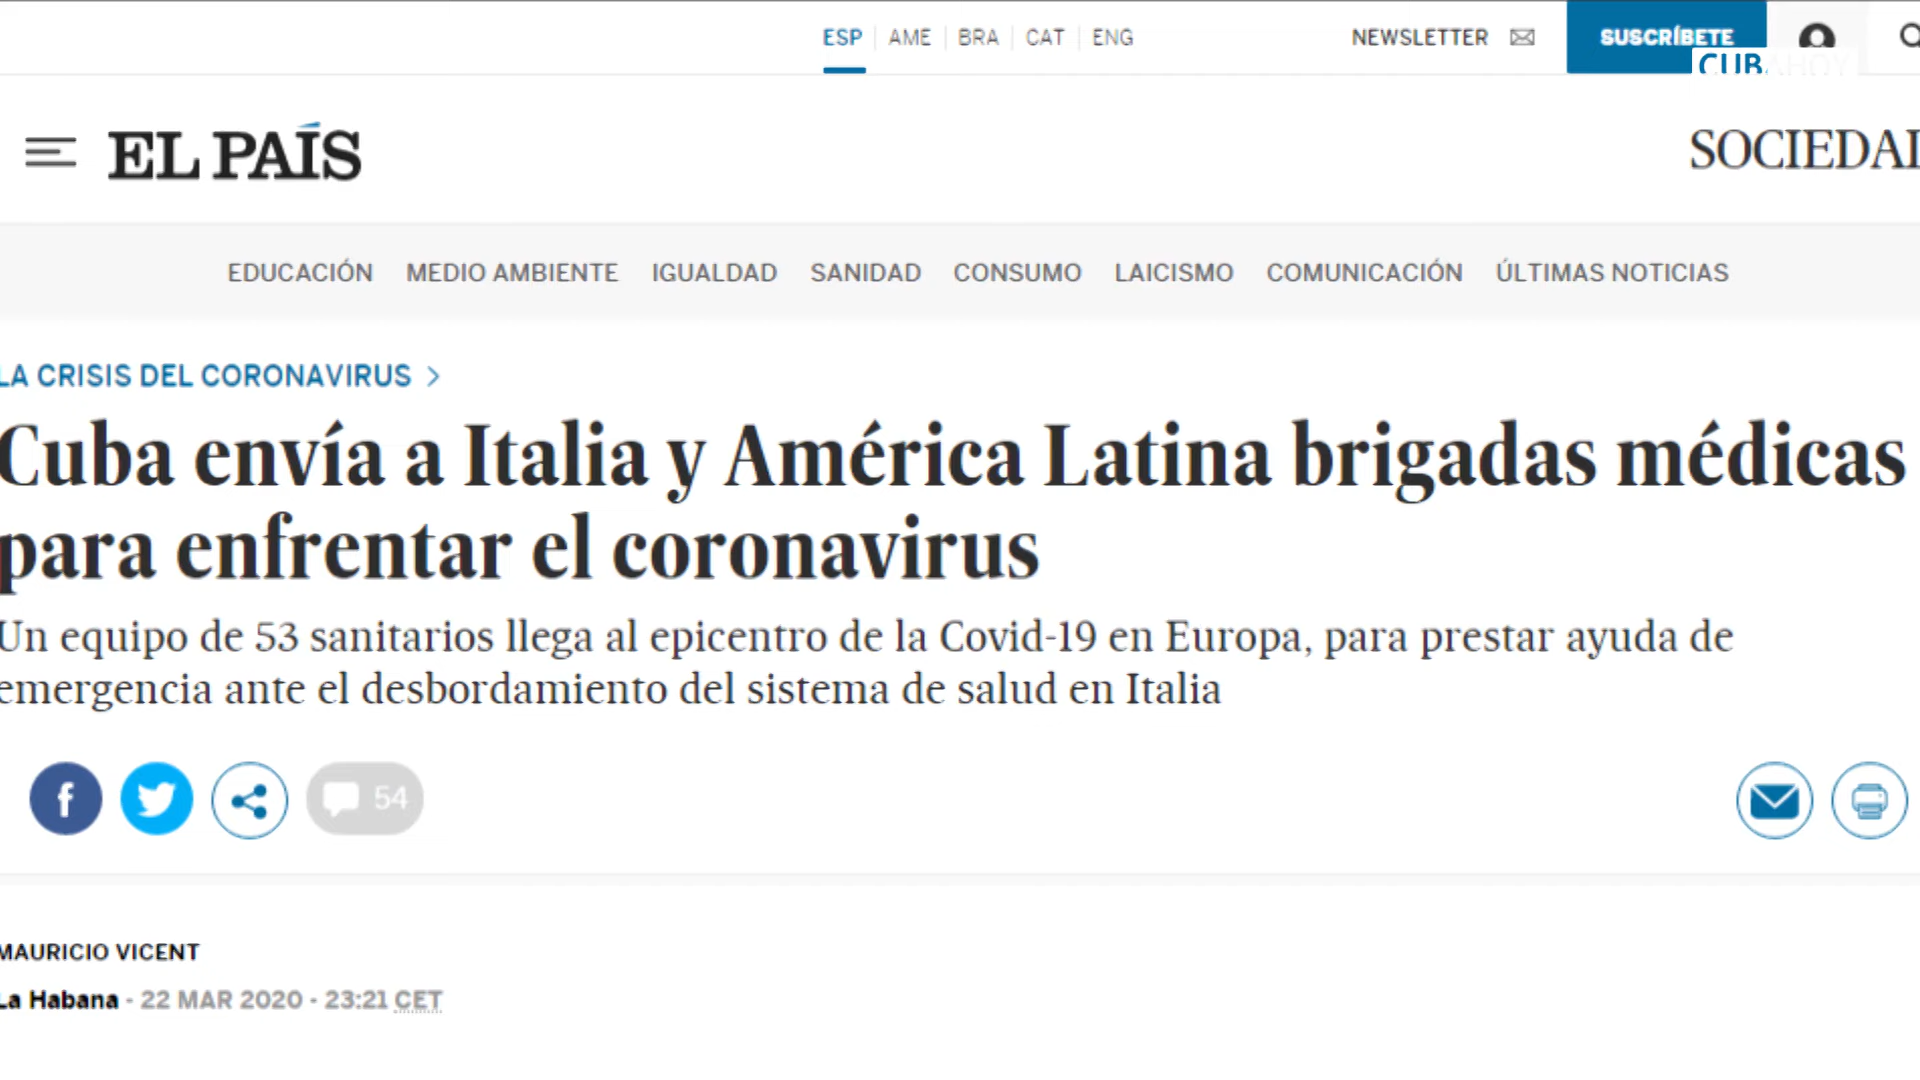 ESP AME BRA CAT ENG NEWSLETTER SUSCRÍBETE
CUBAHOY
EL PAÍS SOCIEDAD
EDUCACIÓN MEDIO AMBIENTE IGUALDAD SANIDAD CONSUMO LAICISMO COMUNICACIÓN ÚLTIMAS NOTICIAS
LA CRISIS DEL CORONAVIRUS >
Cuba envía a Italia y América Latina brigadas médicas
para enfrentar el coronavirus
Un equipo de 53 sanitarios llega al epicentro de la Covid-19 en Europa, para prestar ayuda de
emergencia ante el desbordamiento del sistema de salud en Italia
54
MAURICIO VICENT
La Habana - 22 MAR 2020 - 23:21 CET